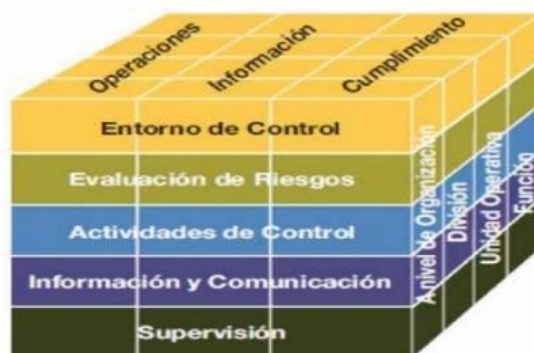 Operaciones
Información
Cumplimiento
Entorno de Control
Evaluación de Riesgos
Actividades de Control
Información y Comunicación
Supervisión
A nivel de Organización
División
Unidad Operativa
Función